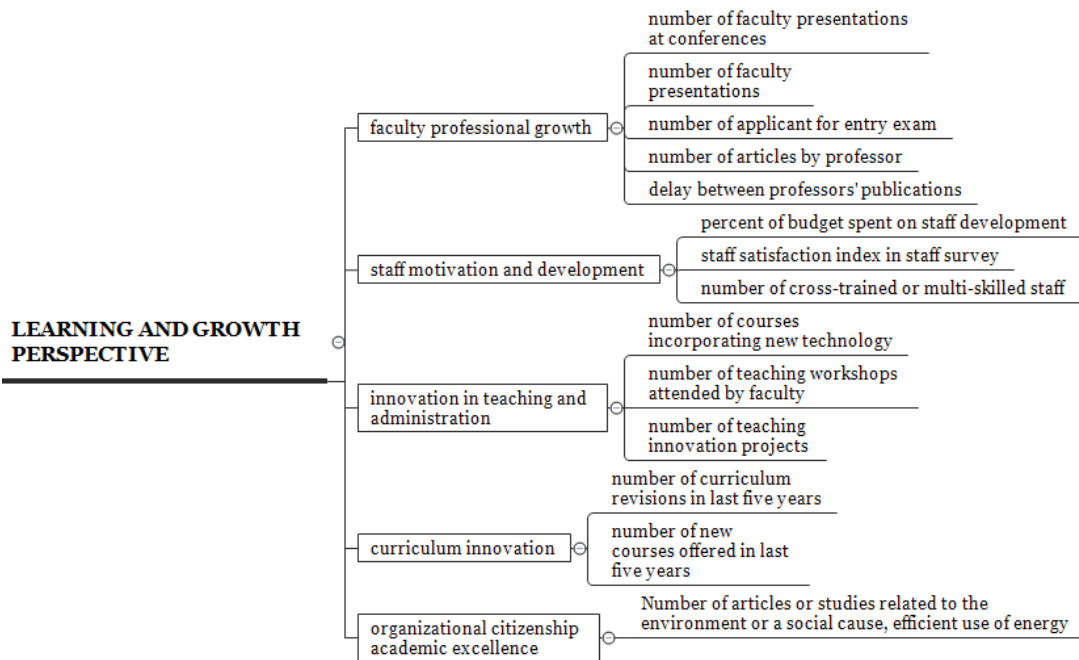 LEARNING AND GROWTH
PERSPECTIVE
faculty professional growth
number of faculty presentations
at conferences
number of faculty
presentations
number of applicant for entry exam
number of articles by professor
delay between professors' publications
staff motivation and development
percent of budget spent on staff development
staff satisfaction index in staff survey
number of cross-trained or multi-skilled staff
innovation in teaching and
administration
number of courses
incorporating new technology
number of teaching workshops
attended by faculty
number of teaching
innovation projects
curriculum innovation
number of curriculum
revisions in last five years
number of new
courses offered in last
five years
organizational citizenship
academic excellence
Number of articles or studies related to the
environment or a social cause, efficient use of energy